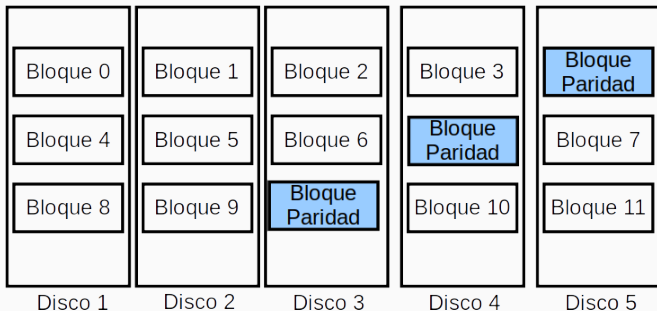 Bloque 0
Bloque 1
Bloque 2
Bloque 3
Bloque
Paridad
Bloque 4
Bloque 5
Bloque 6
Bloque
Paridad
Bloque 7
Bloque 8
Bloque 9
Bloque
Paridad
Bloque 10
Bloque 11
Disco 1
Disco 2
Disco 3
Disco 4
Disco 5